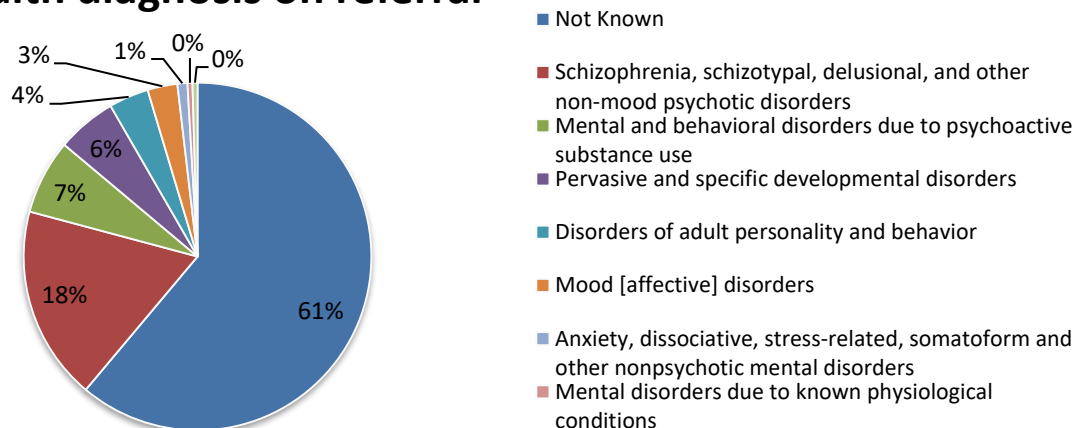 diagnosis on referral
Not Known
3%
1%
0%
0%
4%
Schizophrenia, schizotypal, delusional, and other
non-mood psychotic disorders
Mental and behavioral disorders due to psychoactive
substance use
6%
7%
Pervasive and specific developmental disorders
Disorders of adult personality and behavior
Mood [affective] disorders
18%
61%
Anxiety, dissociative, stress-related, somatoform and
other nonpsychotic mental disorders
Mental disorders due to known physiological
conditions